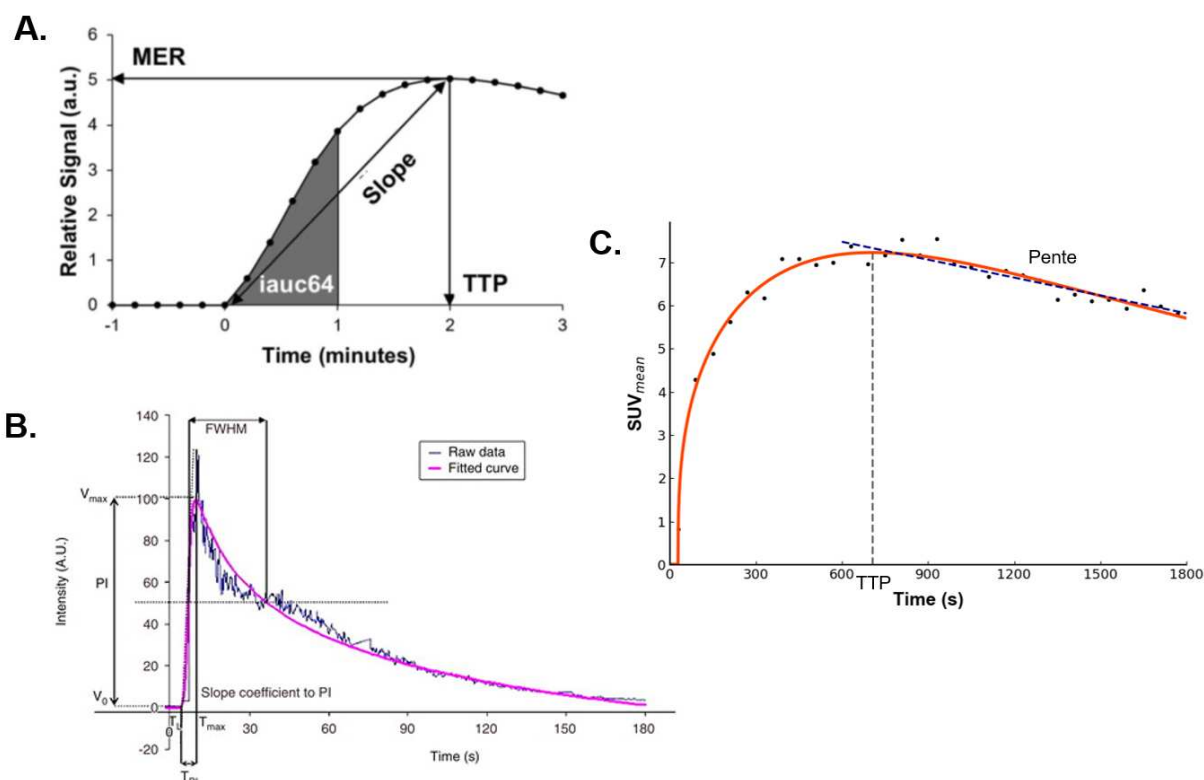 A.
6
5
4
3
2
1
0
-1
0
1
2
3
Relative Signal (a.u.)
Time (minutes)
MER
Slope
iauc64
TTP
B.
140
120
100
80
60
40
20
0
-20
0
30
60
90
120
150
180
Intensity (A.U.)
Time (s)
FWHM
Raw data
Fitted curve
Vmax
PI
V0
Slope coefficient to PI
Tmax
C.
7
6
5
4
3
2
1
0
0
300
600
900
1200
1500
1800
SUVmean
Pente
TTP
Time (s)